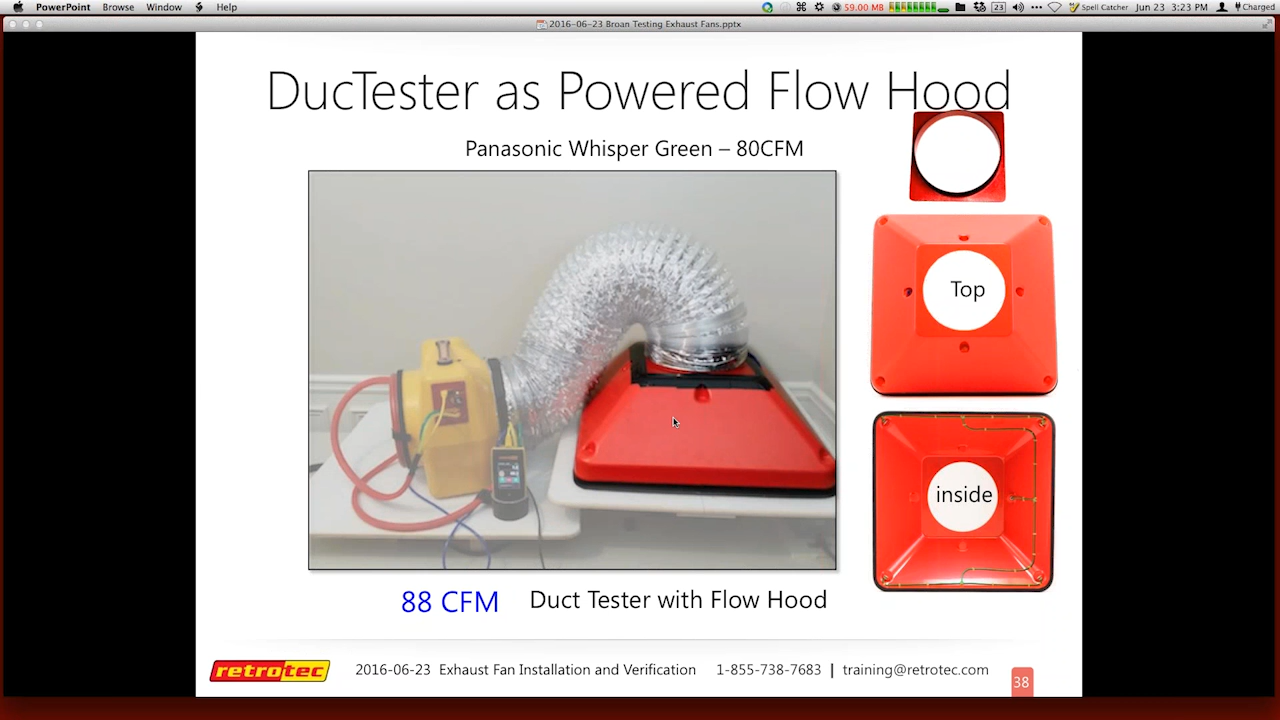 PowerPoint Browse Window Help 59.00 MB 23 Spell Catcher Jun 23 3:23 PM Charged
2016-06-23 Broan Testing Exhaust Fans.pptx
DucTester as Powered Flow Hood
Panasonic Whisper Green – 80CFM
Top
inside
88 CFM Duct Tester with Flow Hood
retrotec 2016-06-23 Exhaust Fan Installation and Verification 1-855-738-7683 | training@retrotec.com 38